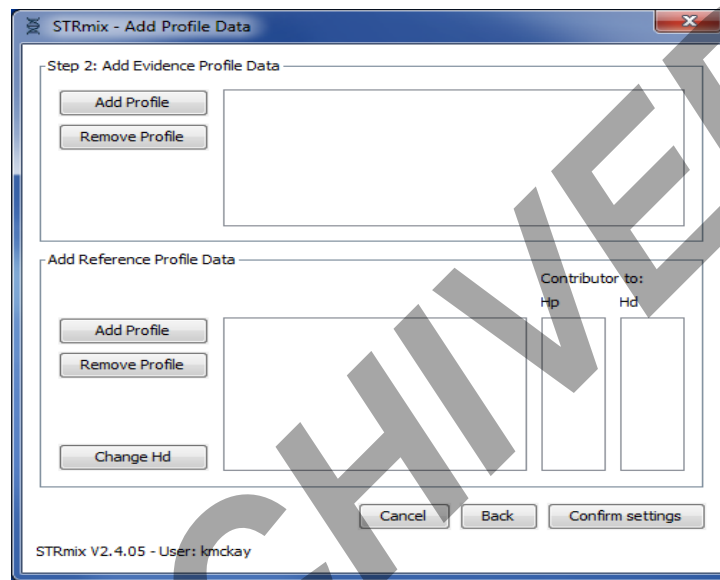 STRmix - Add Profile Data
Step 2: Add Evidence Profile Data
Add Profile
Remove Profile
Add Reference Profile Data
Contributor to:
Hp Hd
Add Profile
Remove Profile
Change Hd
Cancel Back Confirm settings
STRmix V2.4.05 - User: kmckay
CHIVE